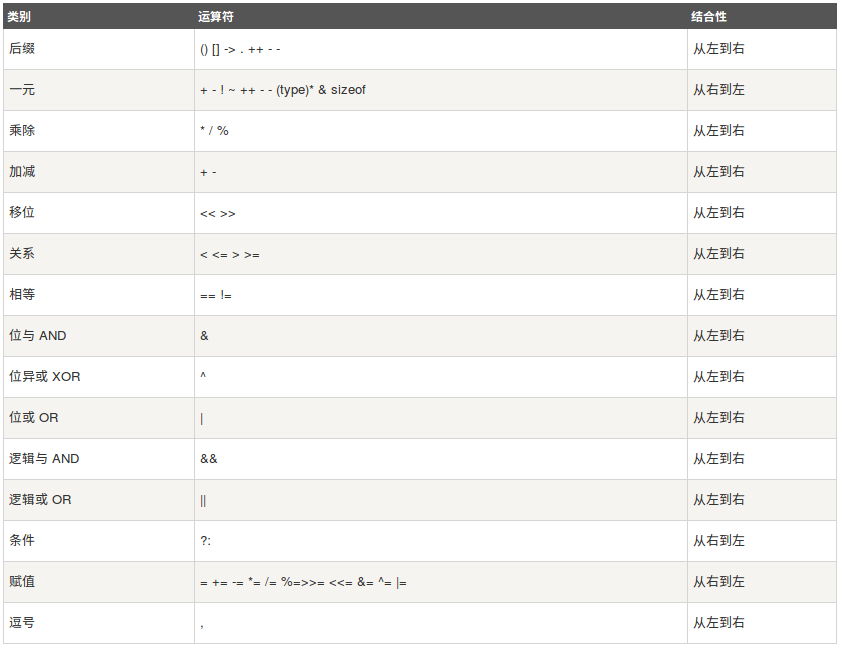 类别 运算符 结合性
后缀 () [] -> . ++ - - 从左到右
一元 + - ! ~ ++ - - (type)* & sizeof 从右到左
乘除 * / % 从左到右
加减 + - 从左到右
移位 << >> 从左到右
关系 < <= > >= 从左到右
相等 == != 从左到右
位与 AND & 从左到右
位异或 XOR ^ 从左到右
位或 OR | 从左到右
逻辑与 AND && 从左到右
逻辑或 OR || 从左到右
条件 ?: 从右到左
赋值 = += -= *= /= %=>>= <<= &= ^= |= 从右到左
逗号 , 从左到右